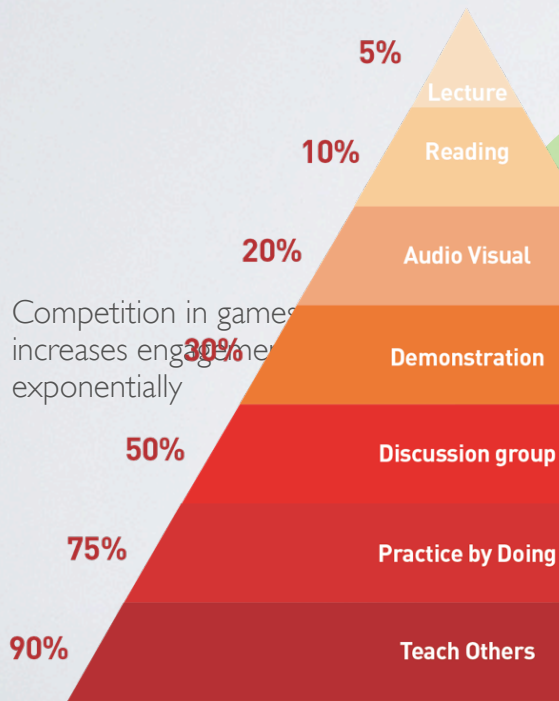 5%
Lecture
10%
Reading
20%
Audio Visual
Competition in games
increases
30%
exponentially
Demonstration
50%
Discussion group
75%
Practice by Doing
90%
Teach Others